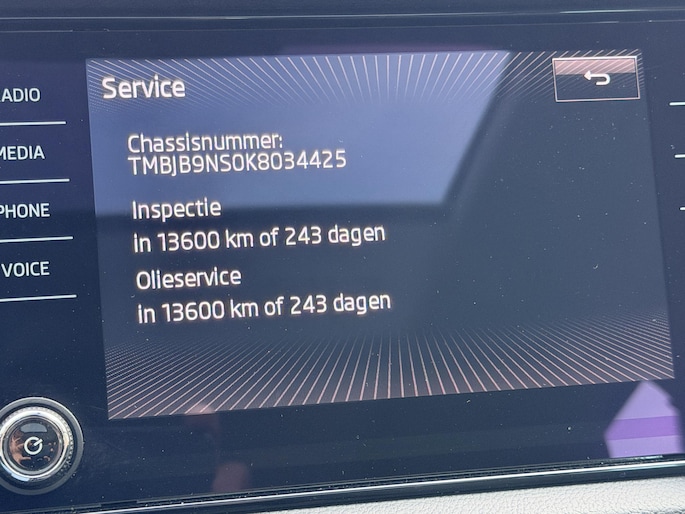 Service
ADIO
MEDIA
PHONE
VOICE
Chassisnummer:
TMBJB9NS0K8034425
Inspectie
in 13600 km of 243 dagen
Olieservice
in 13600 km of 243 dagen